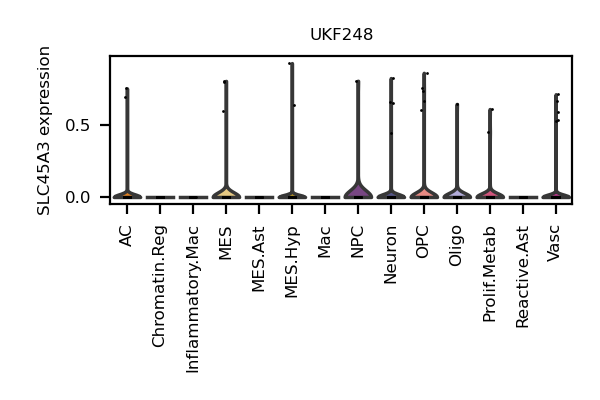 UKF248
SLC45A3 expression
0.5
0.0
AC
Chromatin.Reg
Inflammatory.Mac
MES
MES.Ast
MES.Hyp
Mac
NPC
Neuron
OPC
Oligo
Prolif.Metab
Reactive.Ast
Vasc